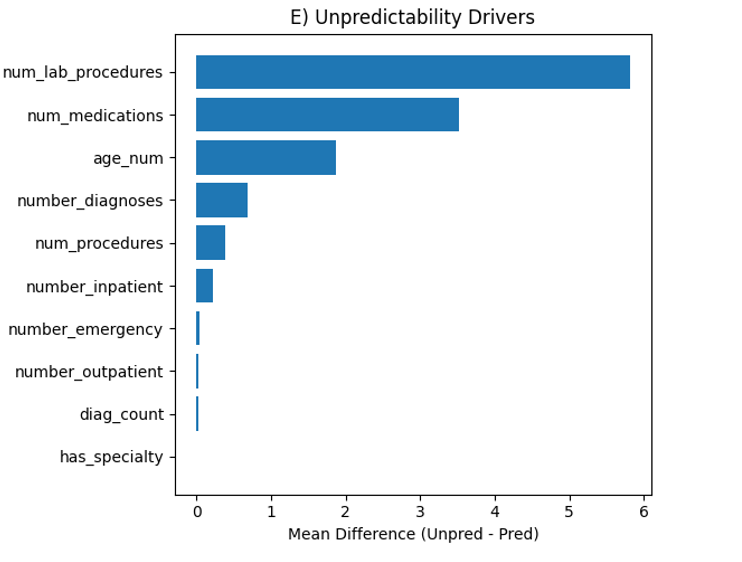 E) Unpredictability Drivers
num_lab_procedures
num_medications
age_num
number_diagnoses
num_procedures
number_inpatient
number_emergency
number_outpatient
diag_count
has_specialty
0 1 2 3 4 5 6
Mean Difference (Unpred - Pred)